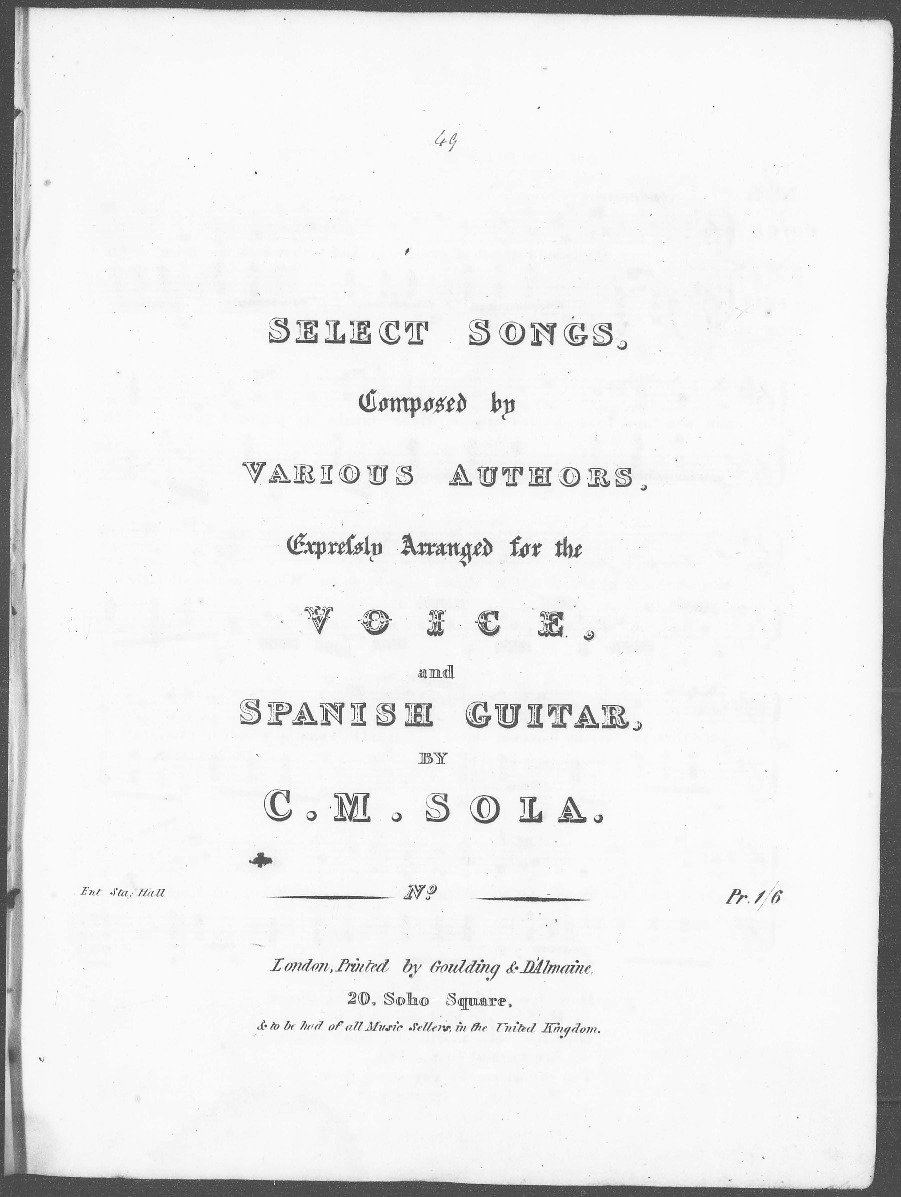 49
SELECT SONGS,
Composed by
VARIOUS AUTHORS,
Expreſsly Arranged for the
VOICE,
and
SPANISH GUITAR,
BY
C. M. SOLA.
Ent. Sta. Hall
No
Pr. 1/6
London, Printed by Goulding & D'Almaine,
20, Soho Square,
& to be had of all Music Sellers, in the United Kingdom.